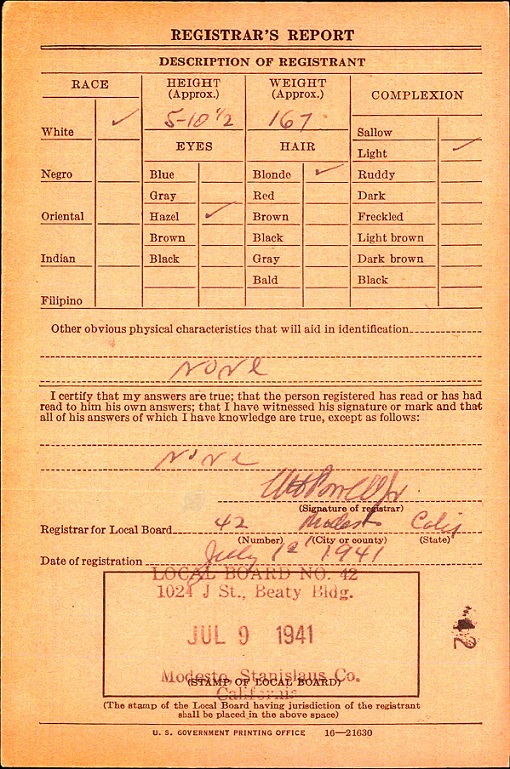 REGISTRAR'S REPORT
DESCRIPTION OF REGISTRANT
RACE
HEIGHT
(Approx.)
WEIGHT
(Approx.)
COMPLEXION
5-10 1/2
167
White ✓
EYES
HAIR
Sallow
Light ✓
Negro
Blue
Blonde ✓
Ruddy
Gray
Red
Dark
Oriental
Hazel ✓
Brown
Freckled
Brown
Black
Light brown
Indian
Black
Gray
Dark brown
Bald
Black
Filipino
Other obvious physical characteristics that will aid in identification
None
I certify that my answers are true; that the person registered has read or has had
read to him his own answers; that I have witnessed his signature or mark and that
all of his answers of which I have knowledge are true, except as follows:
None
Powell Jr.
(Signature of registrar)
Registrar for Local Board 42 Modesto Calif
(Number) (City or county) (State)
Date of registration July 1st 1941
LOCAL BOARD NO. 42
1024 J St., Beaty Bldg.
JUL 9 1941
42
Modesto, Stanislaus Co.
(STAMP OF LOCAL BOARD)
California
(The stamp of the Local Board having jurisdiction of the registrant
shall be placed in the above space)
U. S. GOVERNMENT PRINTING OFFICE 16—21630